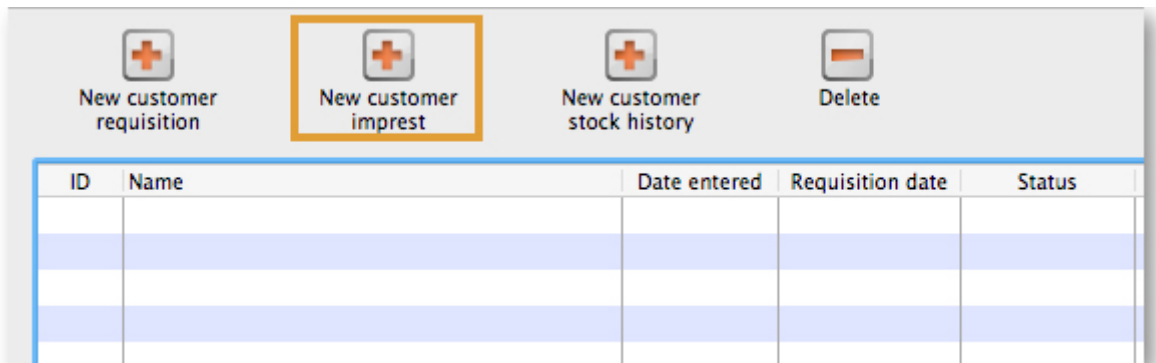 New customer
requisition
New customer
imprest
New customer
stock history
Delete
ID Name Date entered Requisition date Status